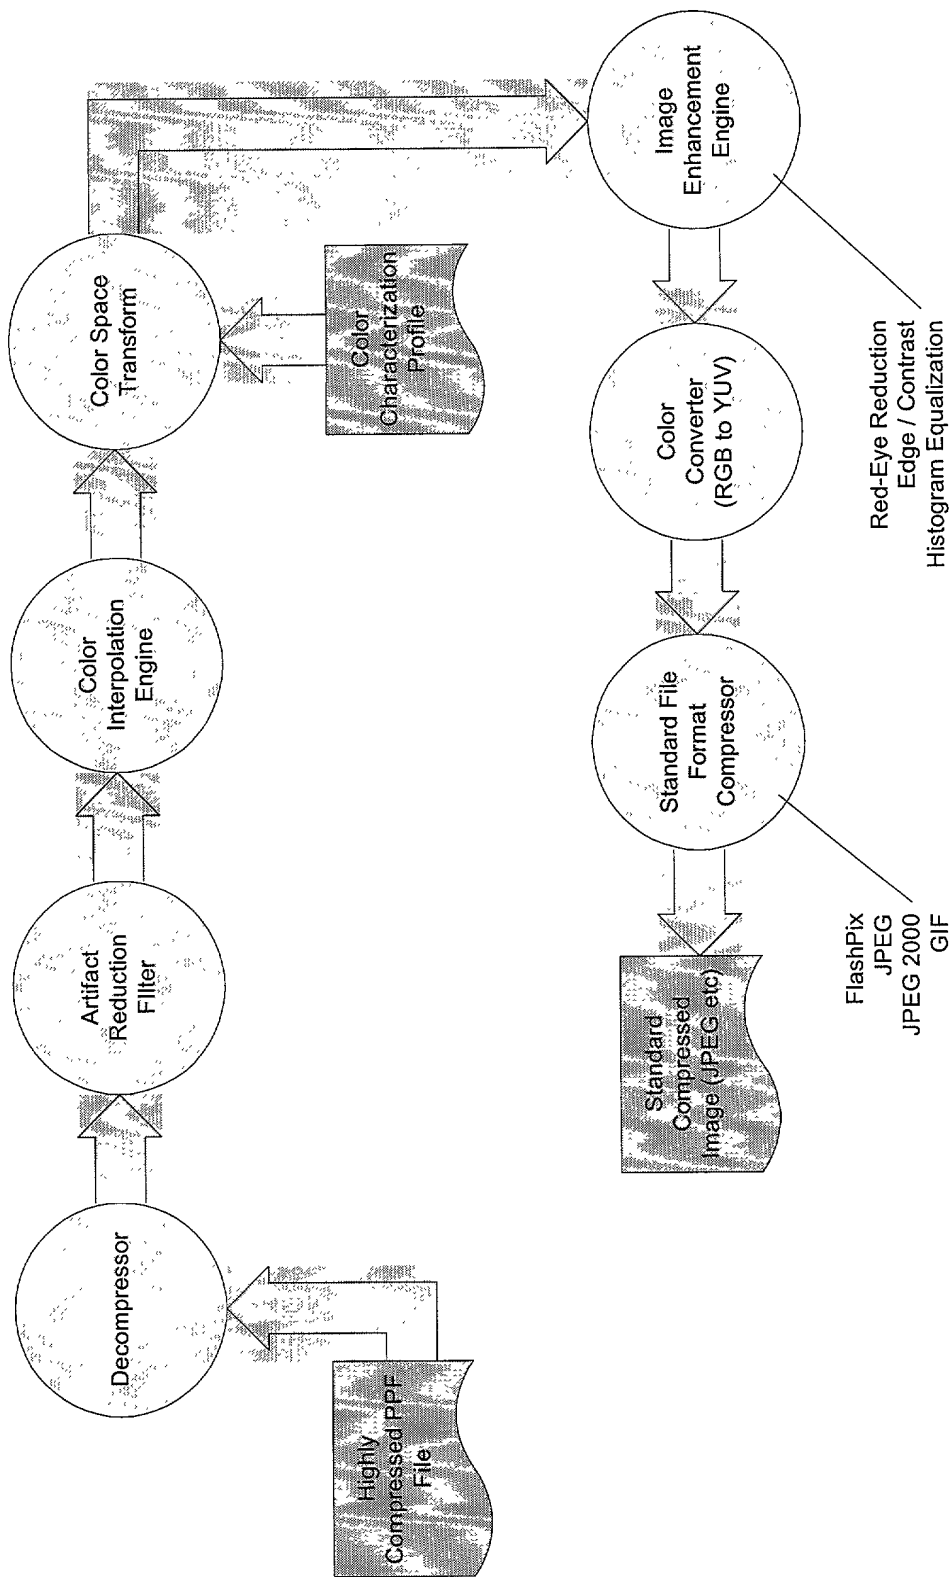 Highly
Compressed PPF
File
Decompressor
Artifact
Reduction
FIlter
Color
Interpolation
Engine
Color Space
Transform
Color
Characterization
Profile
Image
Enhancement
Engine
Red-Eye Reduction
Edge / Contrast
Histogram Equalization
Color
Converter
(RGB to YUV)
Standard File
Format
Compressor
FlashPix
JPEG
JPEG 2000
GIF
Standard
Compressed
Image (JPEG etc)